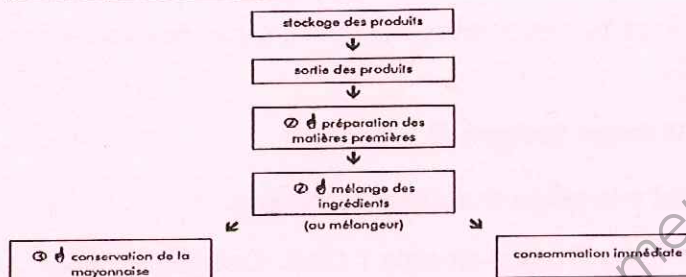 stockage des produits
sortie des produits
② préparation des
matières premières
② mélange des
ingrédients
(au mélangeur)
③ conservation de la
mayonnaise
consommation immédiate